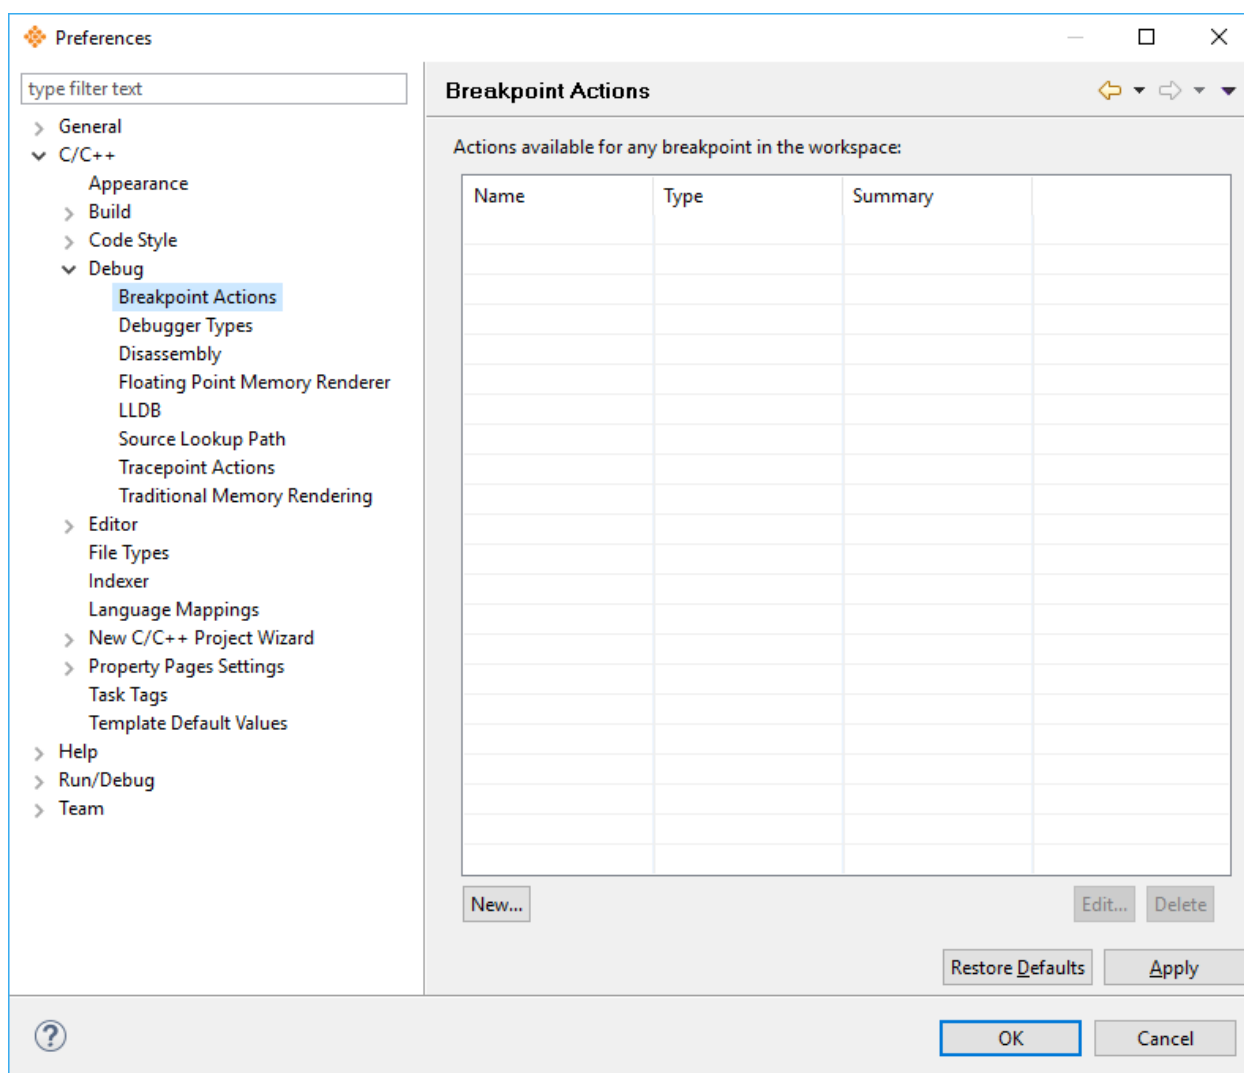 Preferences
type filter text
General
C/C++
Appearance
Build
Code Style
Debug
Breakpoint Actions
Debugger Types
Disassembly
Floating Point Memory Renderer
LLDB
Source Lookup Path
Tracepoint Actions
Traditional Memory Rendering
Editor
File Types
Indexer
Language Mappings
New C/C++ Project Wizard
Property Pages Settings
Task Tags
Template Default Values
Help
Run/Debug
Team
Breakpoint Actions
Actions available for any breakpoint in the workspace:
Name Type Summary
New... Edit... Delete
Restore Defaults Apply
? OK Cancel